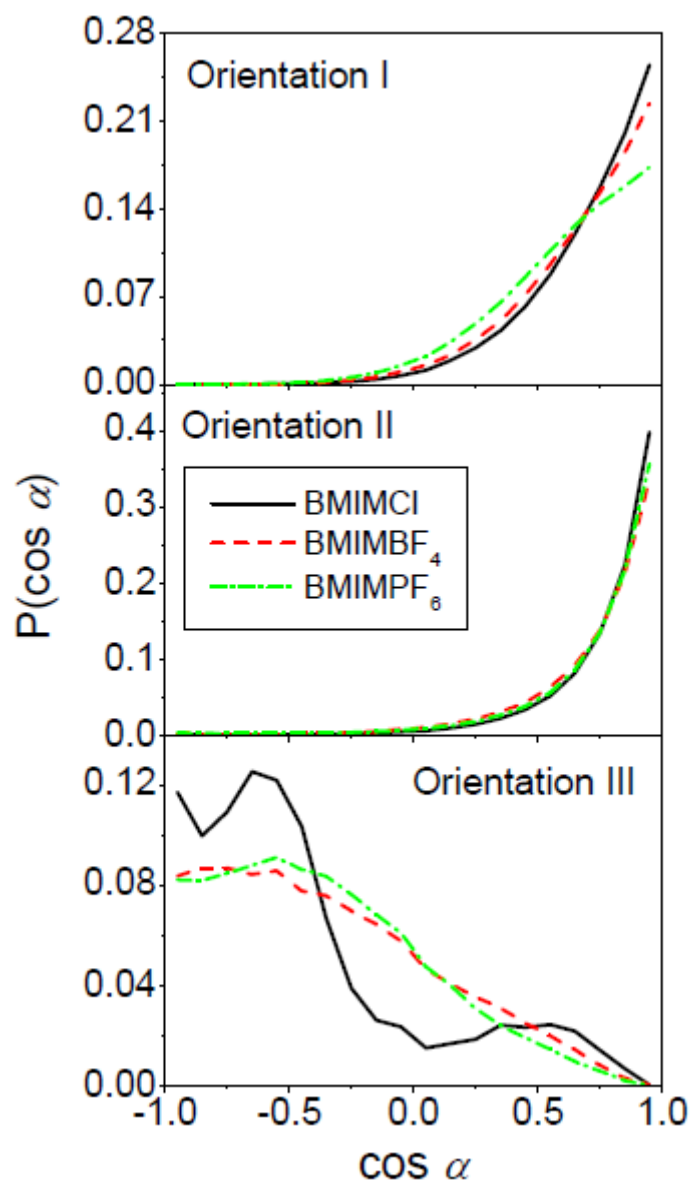 0.28
Orientation I
0.21
0.14
0.07
0.00
Orientation II
0.4
0.3
BMIMCl
BMIMBF₄
BMIMPF₆
0.2
0.1
0.0
P(cos α)
Orientation III
0.12
0.08
0.04
0.00
-1.0 -0.5 0.0 0.5 1.0
cos α